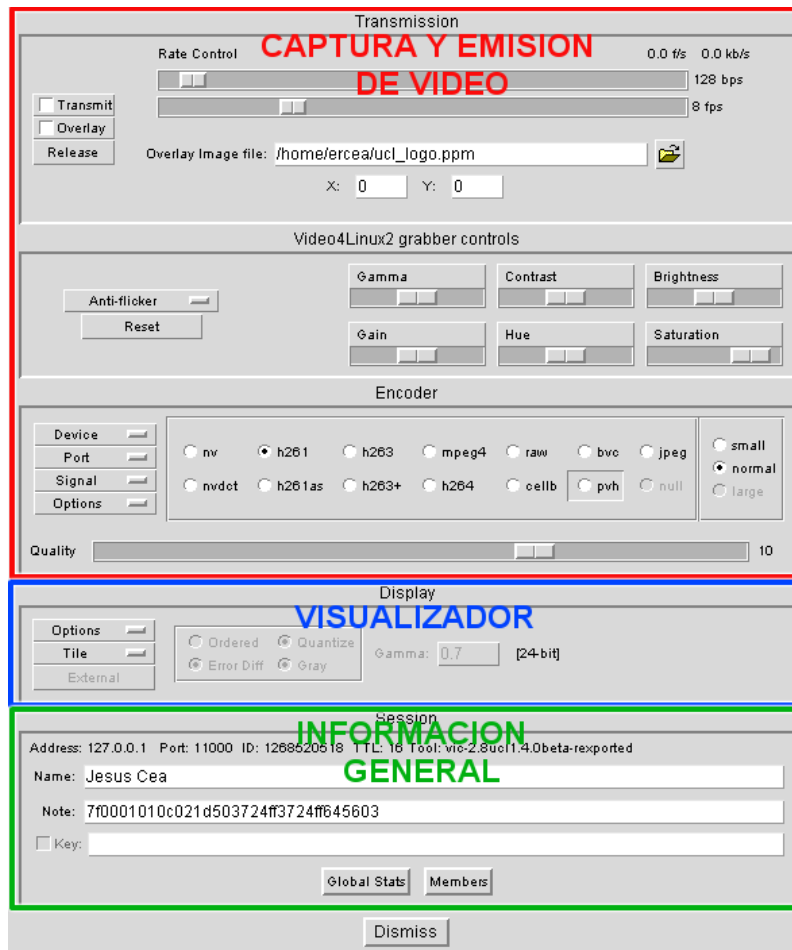 Transmission
CAPTURA Y EMISION
DE VIDEO
Rate Control
0.0 f/s 0.0 kb/s
128 bps
8 fps
Transmit
Overlay
Release
Overlay Image file: /home/ercea/ucl_logo.ppm
X: 0 Y: 0
Video4Linux2 grabber controls
Anti-flicker
Reset
Gamma Contrast Brightness
Gain Hue Saturation
Encoder
Device
Port
Signal
Options
nv h261 h263 mpeg4 raw bvc jpeg
nvdct h261as h263+ h264 cellb pvh null
small
normal
large
Quality 10
Display
VISUALIZADOR
Options
Tile
External
Ordered Quantize
Error Diff Gray
Gamma: 0.7 [24-bit]
Session
INFORMACION
GENERAL
Address: 127.0.0.1 Port: 11000 ID: 1268520518 TTL: 16 Tool: vic-2.8ucl1.4.0beta-rexported
Name: Jesus Cea
Note: 7f0001010c021d503724ff3724ff645603
Key:
Global Stats Members
Dismiss